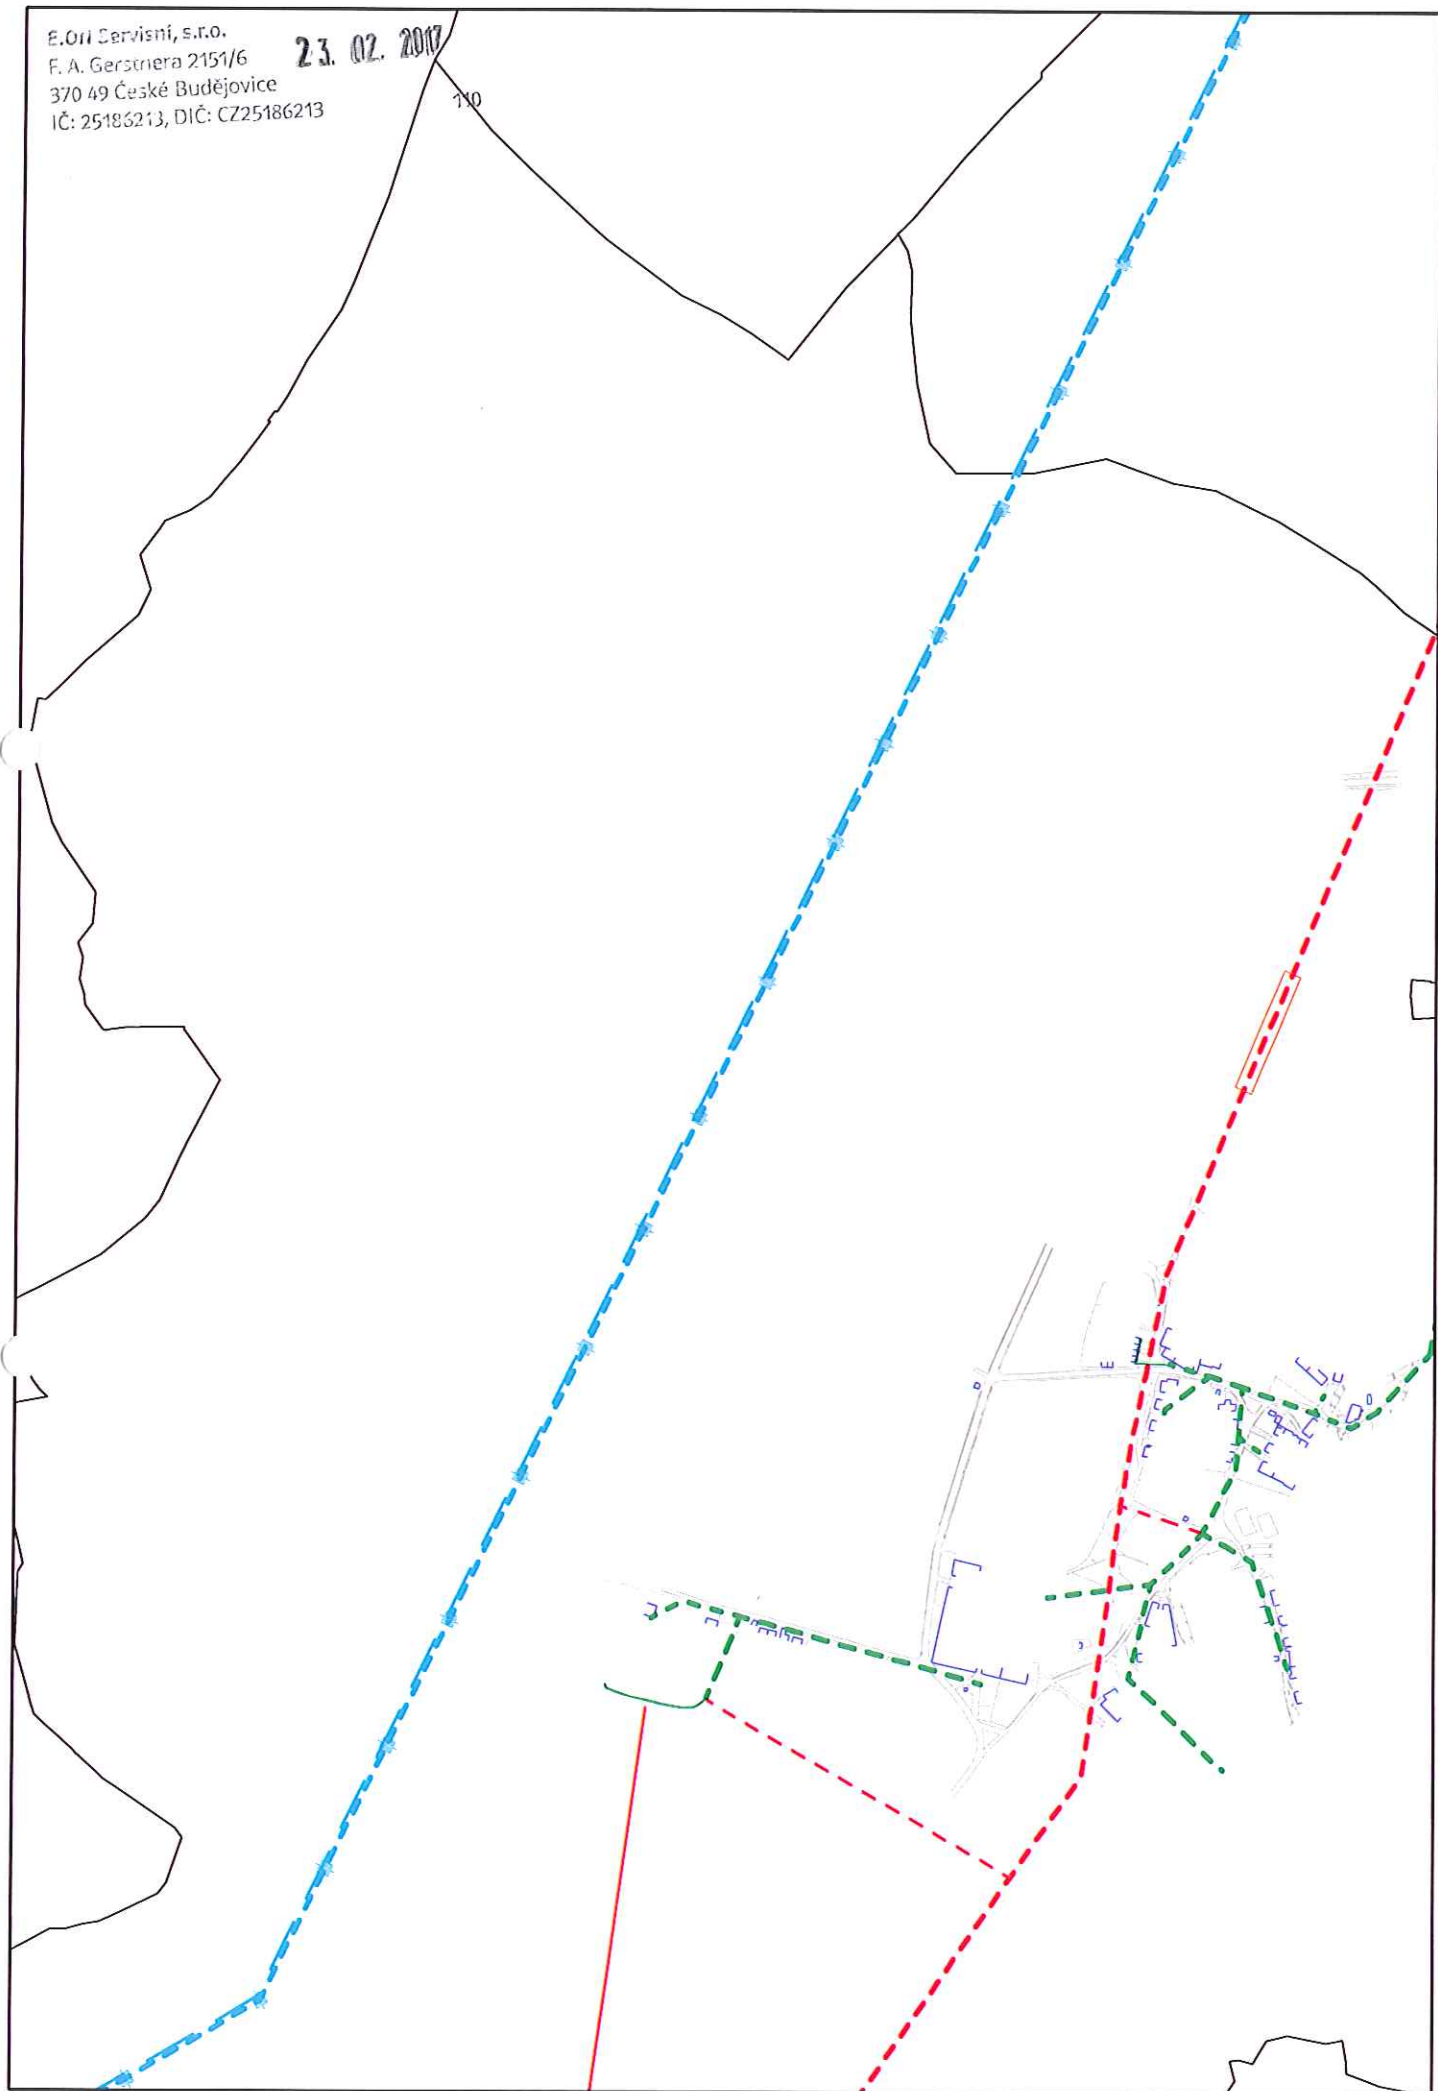 E.ON Servisní, s.r.o.
23. 02. 2017
F. A. Gerstnera 2151/6
370 49 České Budějovice
IČ: 25186213, DIČ: CZ25186213
110